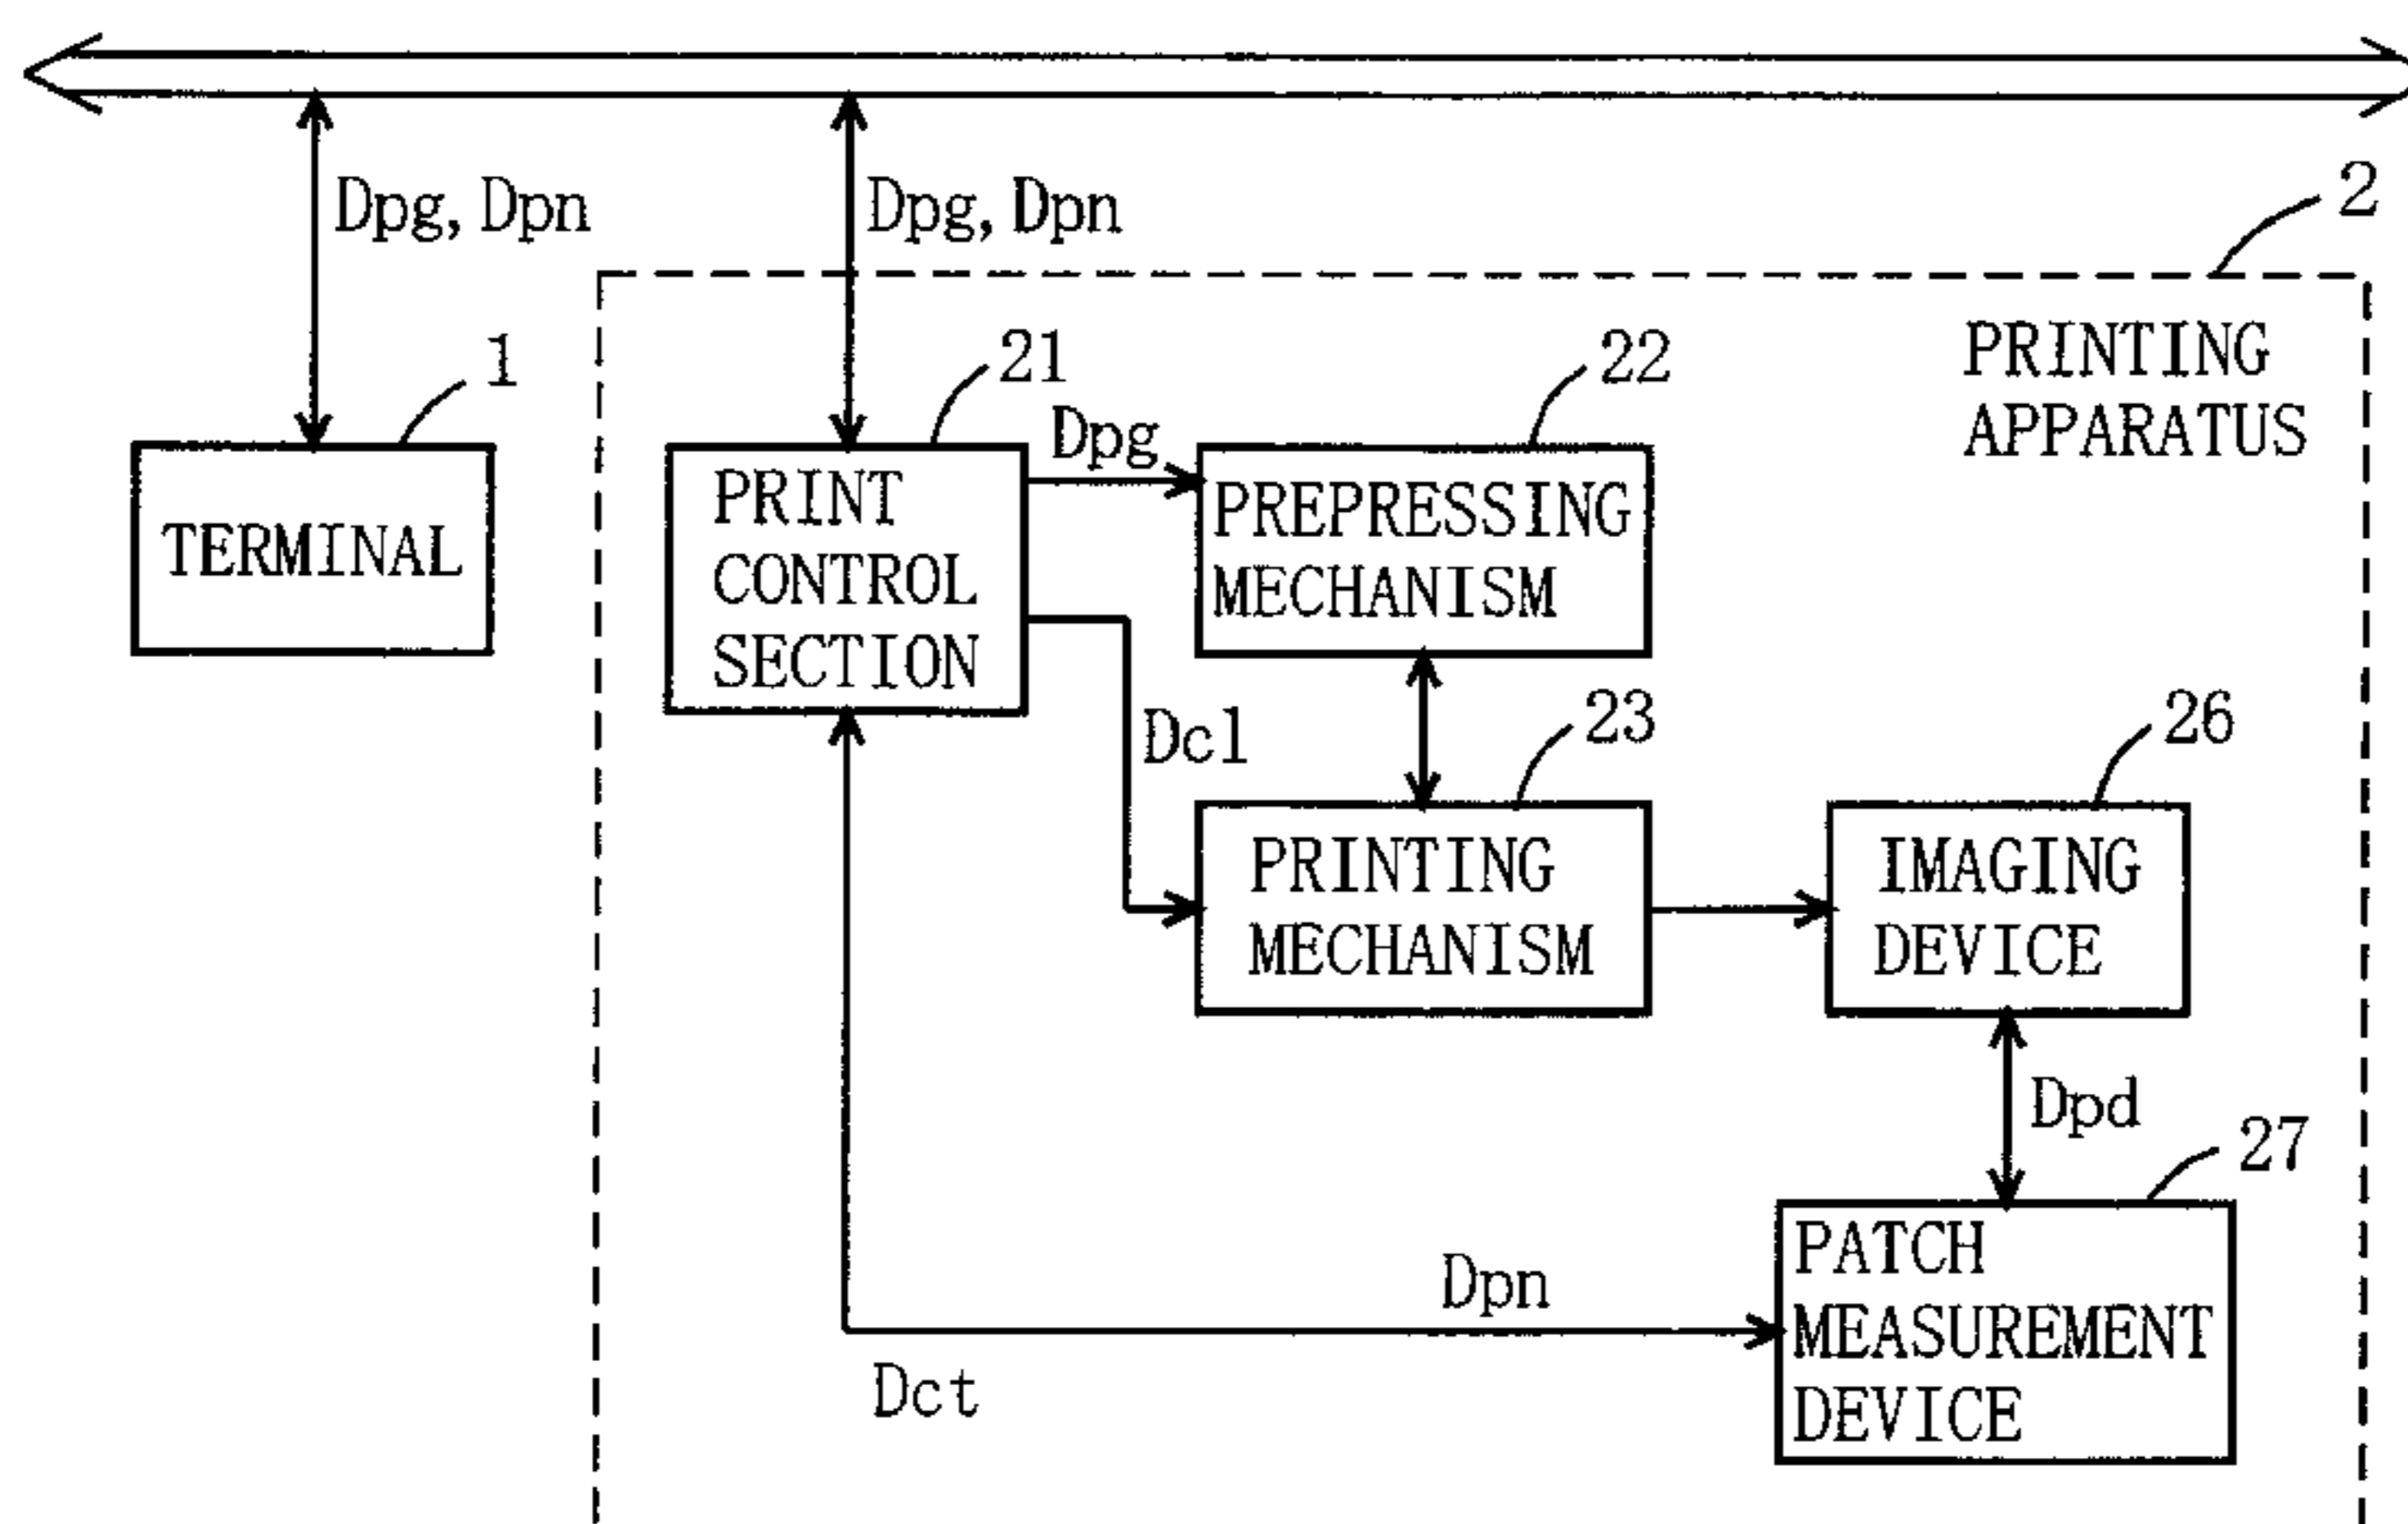 Dpg, Dpn
Dpg, Dpn
2
PRINTING
APPARATUS
1
TERMINAL
21
PRINT
CONTROL
SECTION
Dpg
22
PREPRESSING
MECHANISM
Dcl
23
PRINTING
MECHANISM
26
IMAGING
DEVICE
Dpd
27
PATCH
MEASUREMENT
DEVICE
Dpn
Dct